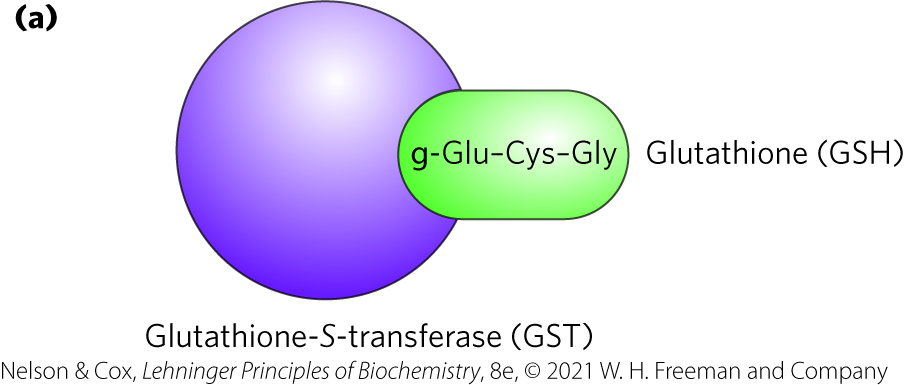 (a)
g-Glu–Cys–Gly
Glutathione (GSH)
Glutathione-S-transferase (GST)
Nelson & Cox, Lehninger Principles of Biochemistry, 8e, © 2021 W. H. Freeman and Company